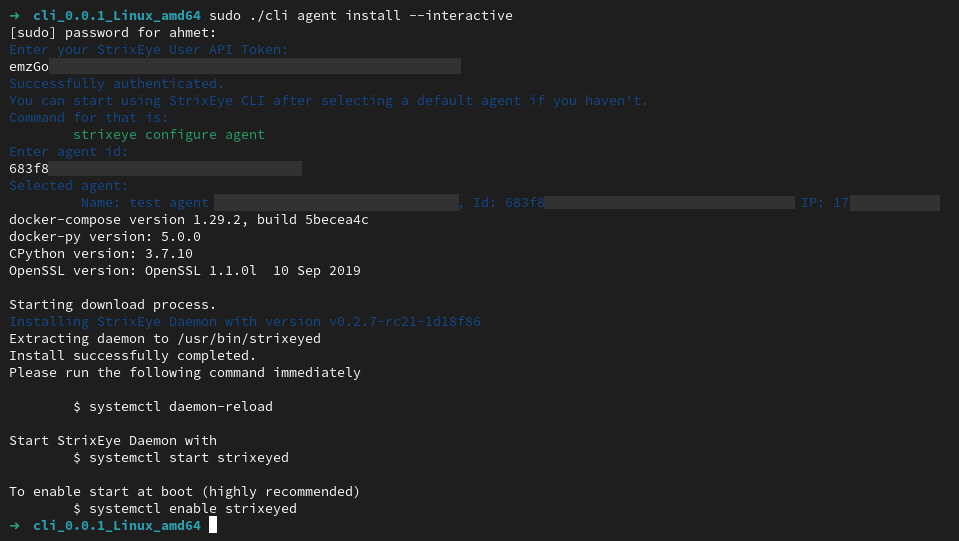 ➜ cli_0.0.1_Linux_amd64 sudo ./cli agent install --interactive
[sudo] password for ahmet:
Enter your StrixEye User API Token:
emzGo
Successfully authenticated.
You can start using StrixEye CLI after selecting a default agent if you haven't.
Command for that is:
strixeye configure agent
Enter agent id:
683f8
Selected agent:
Name: test agent , Id: 683f8 IP: 17
docker-compose version 1.29.2, build 5becea4c
docker-py version: 5.0.0
CPython version: 3.7.10
OpenSSL version: OpenSSL 1.1.0l  10 Sep 2019
Starting download process.
Installing StrixEye Daemon with version v0.2.7-rc21-1d18f86
Extracting daemon to /usr/bin/strixeyed
Install successfully completed.
Please run the following command immediately
$ systemctl daemon-reload
Start StrixEye Daemon with
$ systemctl start strixeyed
To enable start at boot (highly recommended)
$ systemctl enable strixeyed
➜ cli_0.0.1_Linux_amd64